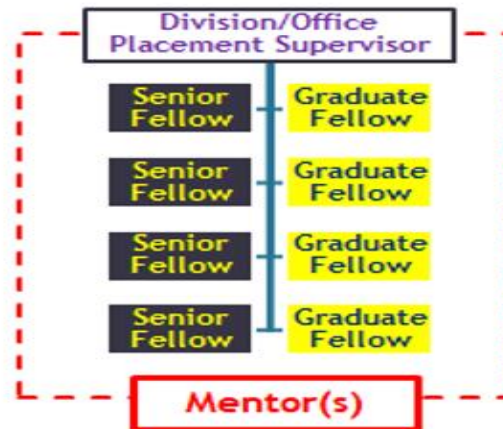 Division/Office
Placement Supervisor
Senior
Fellow
Graduate
Fellow
Senior
Fellow
Graduate
Fellow
Senior
Fellow
Graduate
Fellow
Senior
Fellow
Graduate
Fellow
Mentor(s)